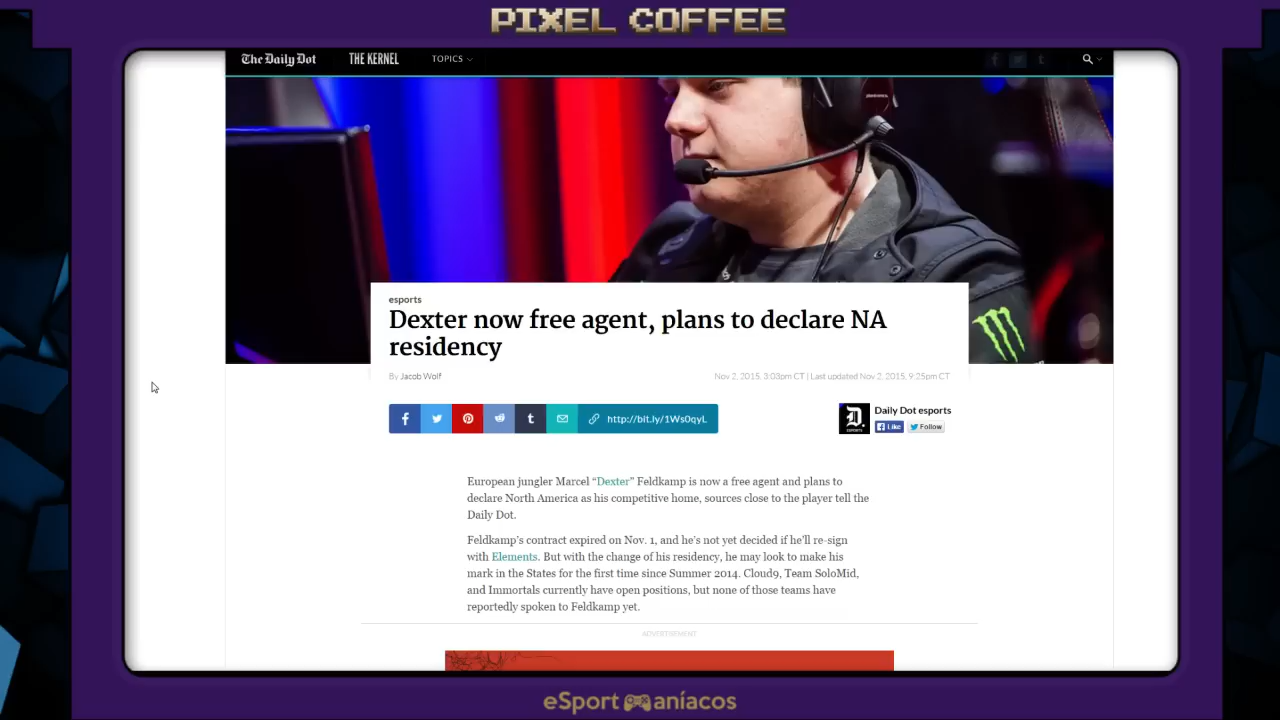 PIXEL COFFEE
The Daily Dot
THE KERNEL
TOPICS
plantronics.
esports
Dexter now free agent, plans to declare NA
residency
By Jacob Wolf
Nov 2, 2015, 3:03pm CT | Last updated Nov 2, 2015, 9:25pm CT
http://bit.ly/1Ws0qyL
Daily Dot esports
Like
Follow
European jungler Marcel “Dexter” Feldkamp is now a free agent and plans to
declare North America as his competitive home, sources close to the player tell the
Daily Dot.
Feldkamp’s contract expired on Nov. 1, and he’s not yet decided if he’ll re-sign
with Elements. But with the change of his residency, he may look to make his
mark in the States for the first time since Summer 2014. Cloud9, Team SoloMid,
and Immortals currently have open positions, but none of those teams have
reportedly spoken to Feldkamp yet.
ADVERTISEMENT
eSportmaníacos